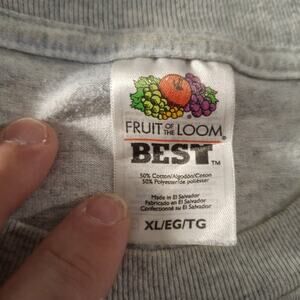 FRUIT OF THE LOOM®
BEST™
50% Cotton/Algodón/Coton
50% Polyester/de poliéster
Made in El Salvador
Fabricado en El Salvador
Confectionné au El Salvador
XL/EG/TG